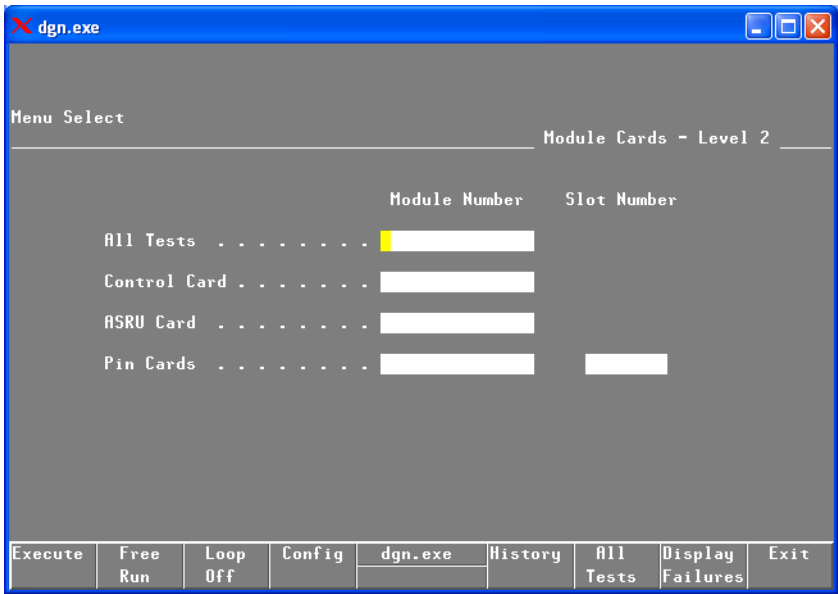 dgn.exe
Menu Select
Module Cards - Level 2
Module Number Slot Number
All Tests . . . . . . . .
Control Card . . . . . . .
ASRU Card . . . . . . . .
Pin Cards . . . . . . . .
Execute Free Run Loop Off Config dgn.exe History All Tests Display Failures Exit